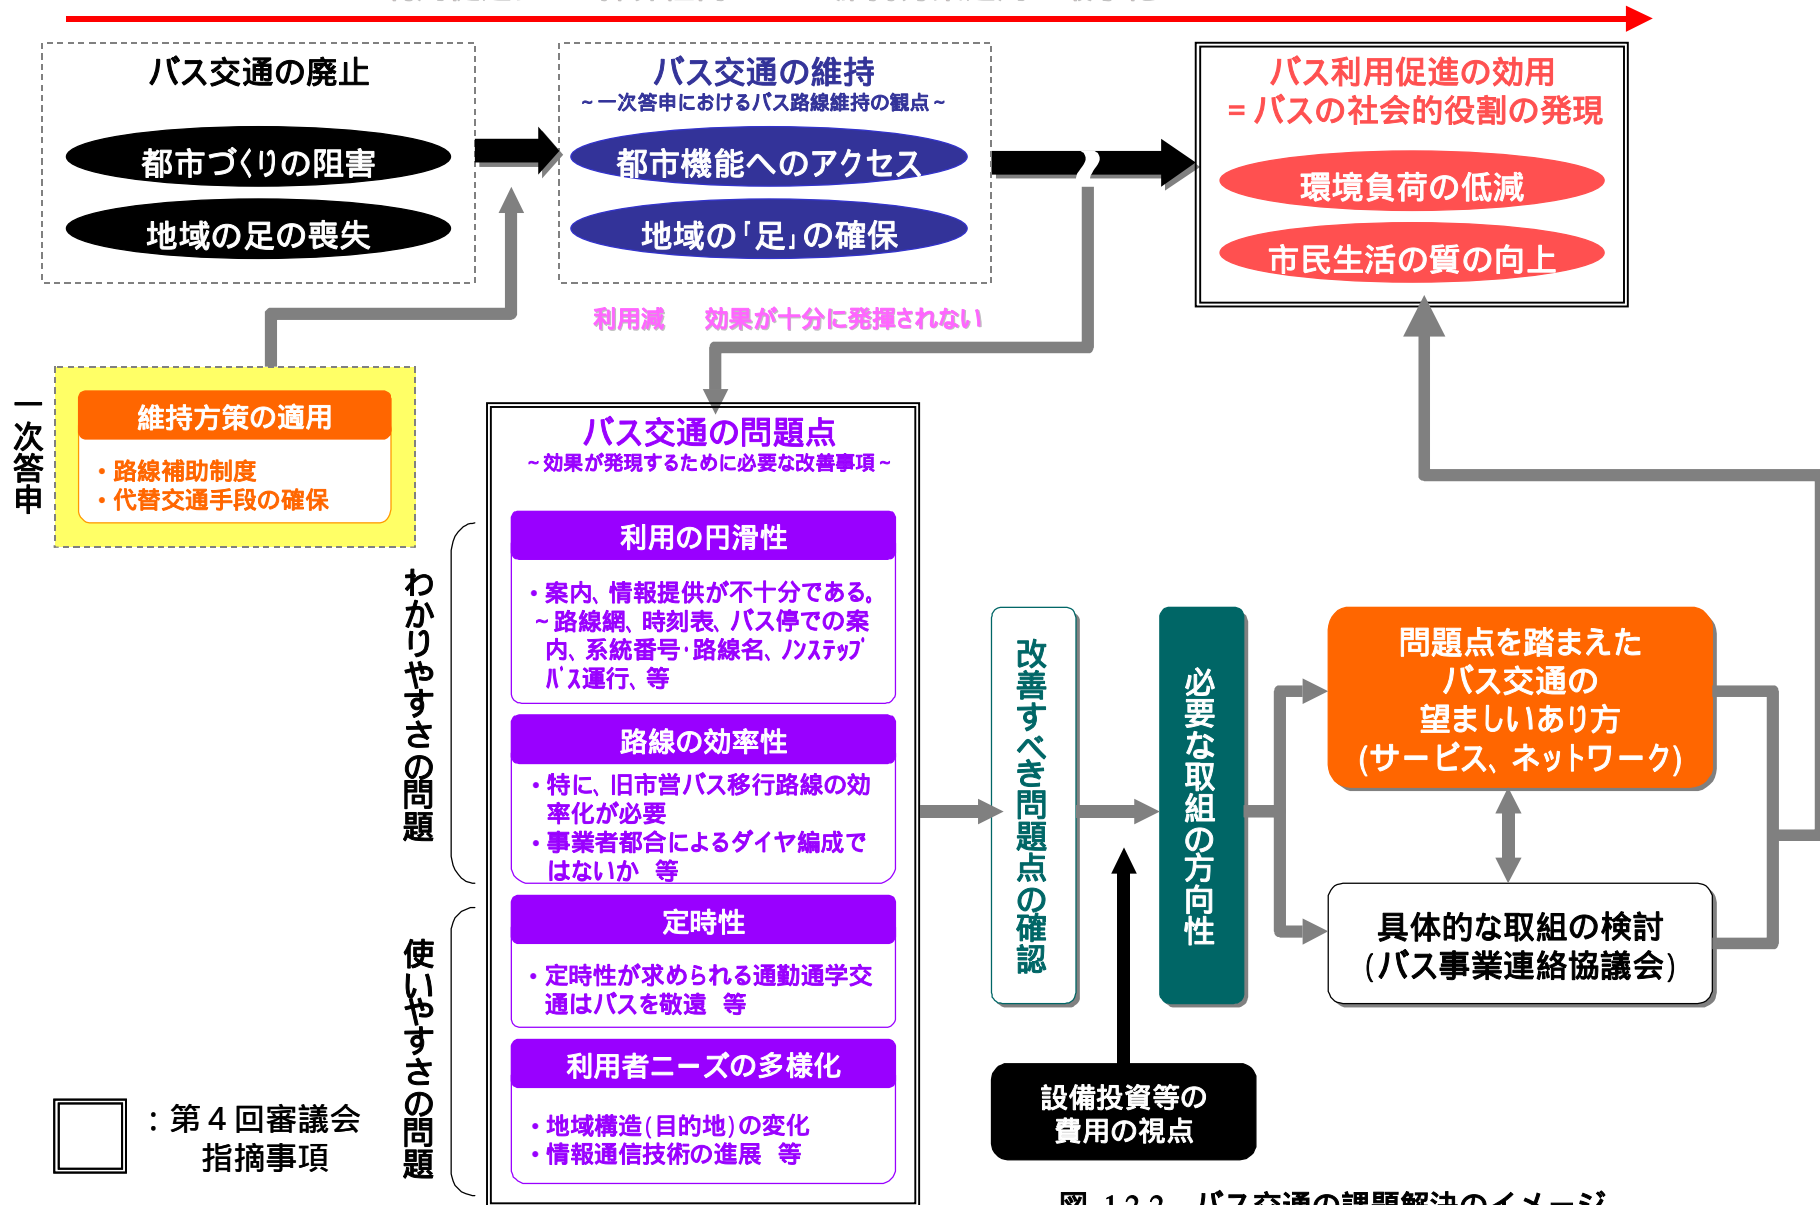 バス交通の廃止
都市づくりの阻害
地域の足の喪失
バス交通の維持
~一次答申におけるバス路線維持の観点~
都市機能へのアクセス
地域の「足」の確保
バス利用促進の効用
=バスの社会的役割の発現
環境負荷の低減
市民生活の質の向上
利用減 効果が十分に発揮されない
一次答申
維持方策の適用
・路線補助制度
・代替交通手段の確保
バス交通の問題点
~効果が発現するために必要な改善事項~
わかりやすさの問題
利用の円滑性
・案内、情報提供が不十分である。
~路線網、時刻表、バス停での案
内、系統番号・路線名、ノンステップ
バス運行、等
路線の効率性
・特に、旧市営バス移行路線の効
率化が必要
・事業者都合によるダイヤ編成で
はないか 等
使いやすさの問題
定時性
・定時性が求められる通勤通学交
通はバスを敬遠 等
利用者ニーズの多様化
・地域構造(目的地)の変化
・情報通信技術の進展 等
改善すべき問題点の確認
必要な取組の方向性
設備投資等の
費用の視点
問題点を踏まえた
バス交通の
望ましいあり方
(サービス、ネットワーク)
具体的な取組の検討
(バス事業連絡協議会)
:第4回審議会
指摘事項
図 1.2.2 バス交通の課題解決のイメージ